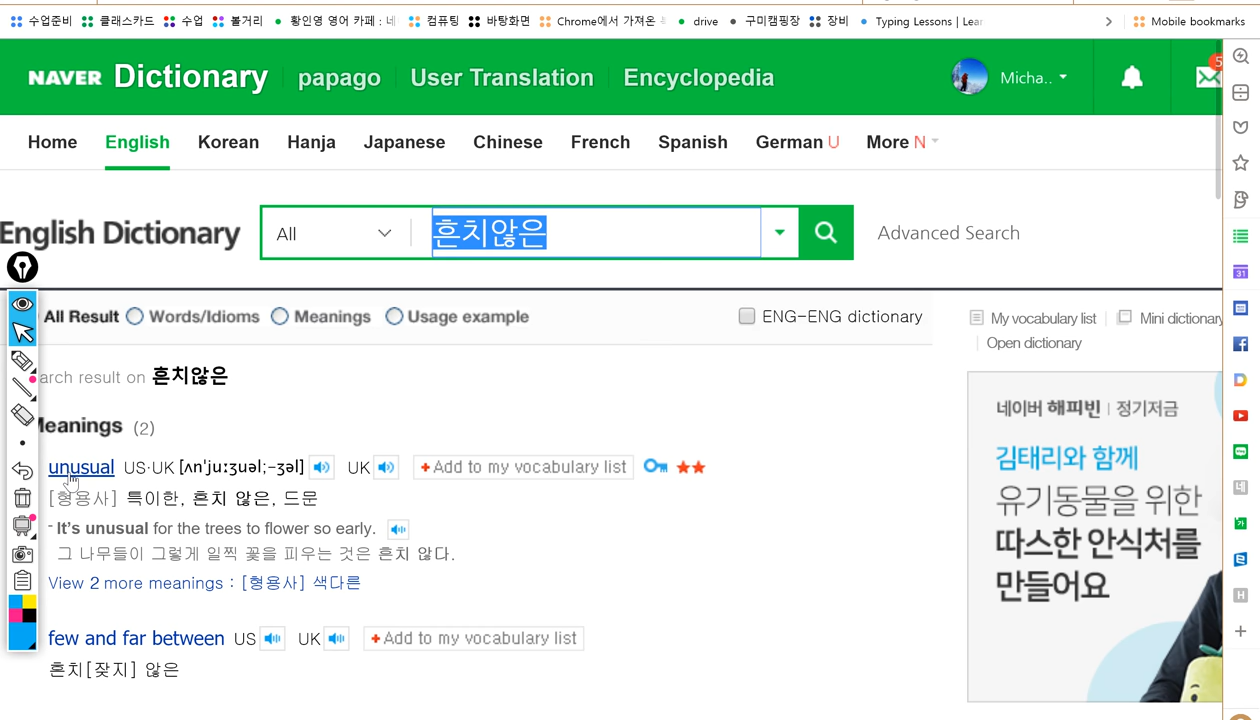 수업준비 클래스카드 수업 볼거리 황인영 영어 카페 : 네 컴퓨팅 바탕화면 Chrome에서 가져온 drive 구미캠핑장 장비 Typing Lessons | Lear Mobile bookmarks
NAVER Dictionary papago User Translation Encyclopedia Micha.. 5
Home English Korean Hanja Japanese Chinese French Spanish German U More N
English Dictionary All 흔치않은 Advanced Search
31
All Result Words/Idioms Meanings Usage example ENG-ENG dictionary
My vocabulary list Mini dictionary
Open dictionary
arch result on 흔치않은
Meanings (2)
unusual US·UK [ʌnˈjuːʒuəl;-ʒəl] UK +Add to my vocabulary list
[형용사] 특이한, 흔치 않은, 드문
- It's unusual for the trees to flower so early.
그 나무들이 그렇게 일찍 꽃을 피우는 것은 흔치 않다.
View 2 more meanings : [형용사] 색다른
few and far between US UK +Add to my vocabulary list
흔치[잦지] 않은
네이버 해피빈 | 정기저금
김태리와 함께
유기동물을 위한
따스한 안식처를
만들어요